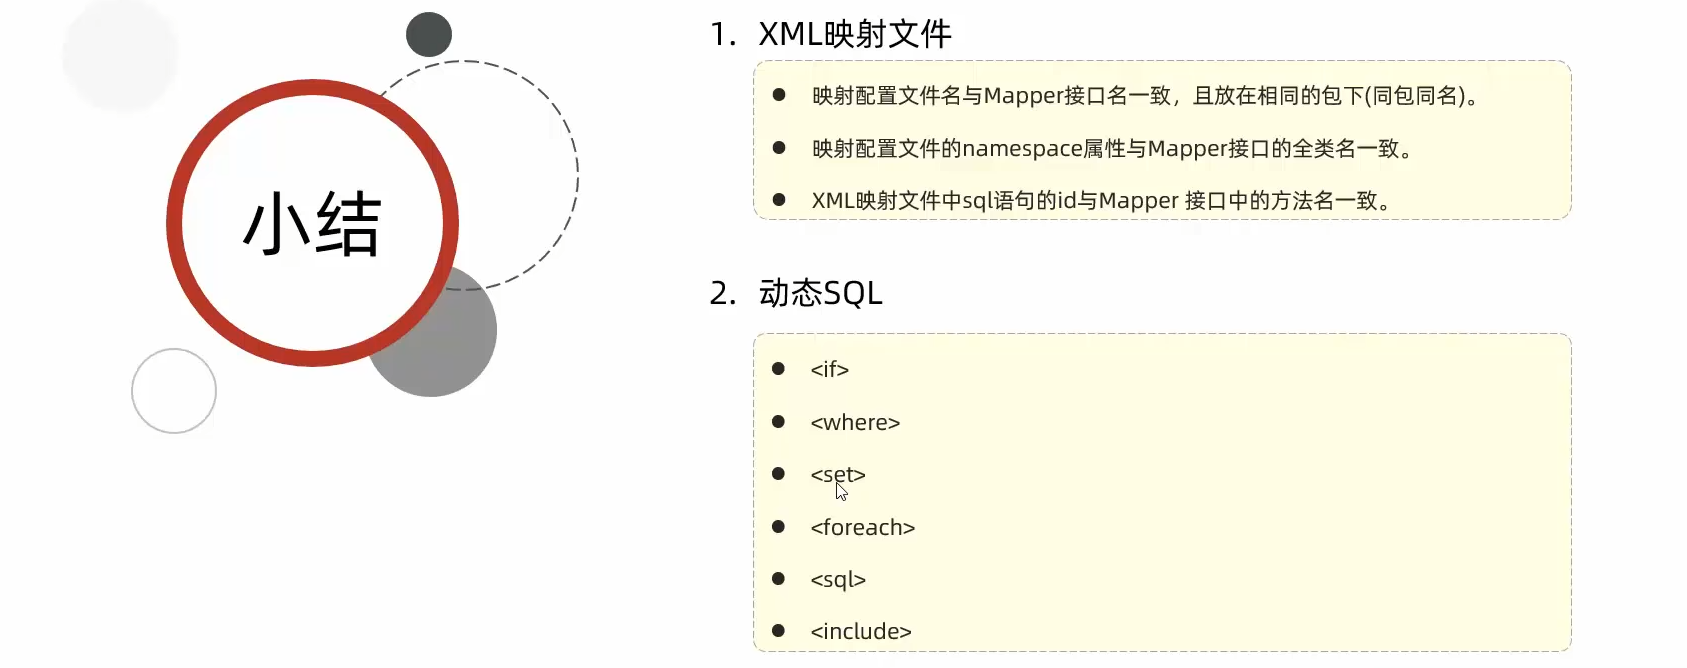 小结
1. XML映射文件
● 映射配置文件名与Mapper接口名一致，且放在相同的包下(同包同名)。
● 映射配置文件的namespace属性与Mapper接口的全类名一致。
● XML映射文件中sql语句的id与Mapper 接口中的方法名一致。
2. 动态SQL
● <if>
● <where>
● <set>
● <foreach>
● <sql>
● <include>